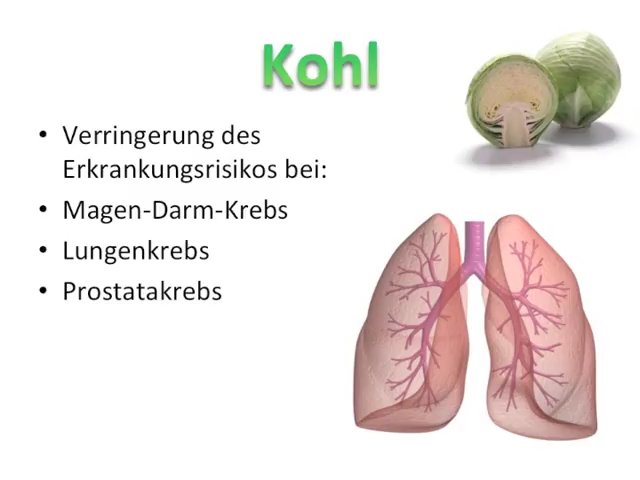 Kohl
• Verringerung des
Erkrankungsrisikos bei:
• Magen-Darm-Krebs
• Lungenkrebs
• Prostatakrebs